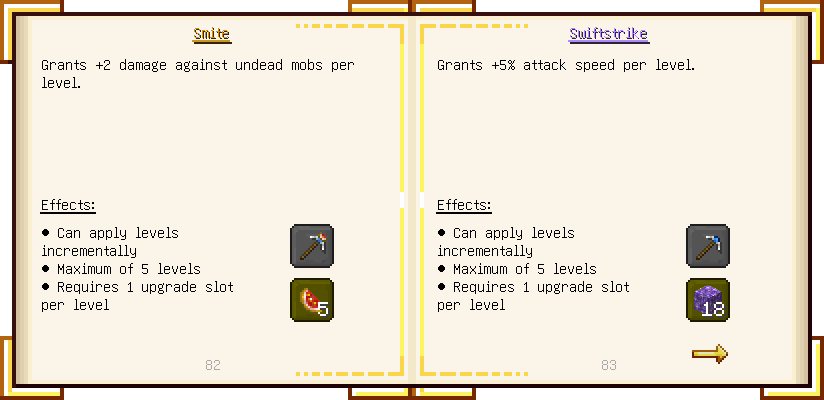 Smite
Grants +2 damage against undead mobs per
level.
Effects:
● Can apply levels
incrementally
● Maximum of 5 levels
● Requires 1 upgrade slot
per level
5
82
Swiftstrike
Grants +5% attack speed per level.
Effects:
● Can apply levels
incrementally
● Maximum of 5 levels
● Requires 1 upgrade slot
per level
18
83